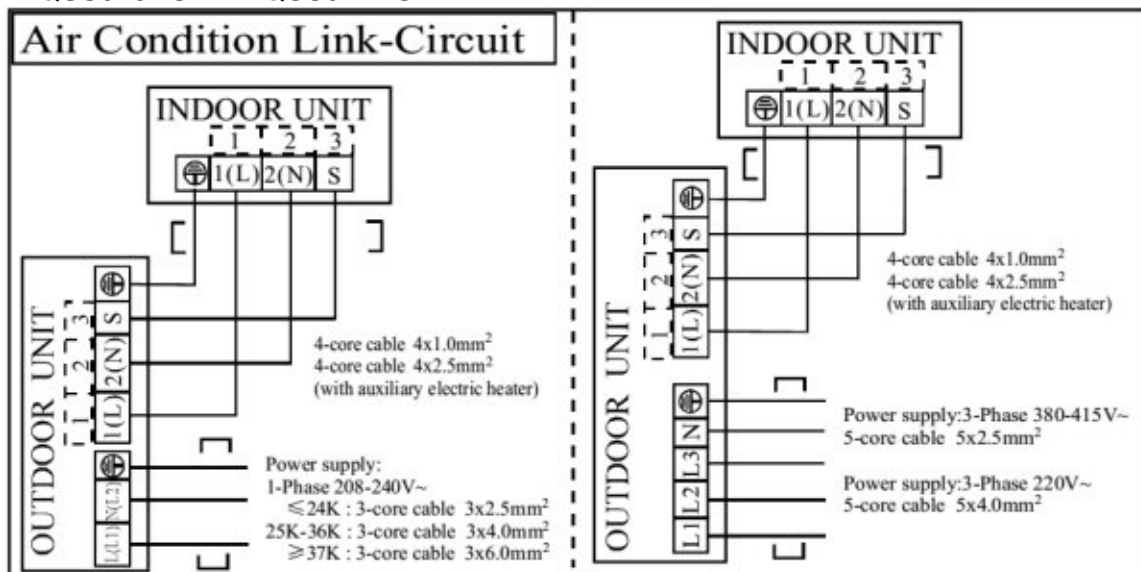 Air Condition Link-Circuit
INDOOR UNIT
1 2 3
1(L) 2(N) S
OUTDOOR UNIT
3 S
2 2(N)
1 1(L)
N(L2)
L(L1)
4-core cable 4x1.0mm²
4-core cable 4x2.5mm²
(with auxiliary electric heater)
Power supply:
1-Phase 208-240V~
≤24K : 3-core cable 3x2.5mm²
25K-36K : 3-core cable 3x4.0mm²
≥37K : 3-core cable 3x6.0mm²
INDOOR UNIT
1 2 3
1(L) 2(N) S
OUTDOOR UNIT
3 S
2 2(N)
1 1(L)
N
L3
L2
L1
4-core cable 4x1.0mm²
4-core cable 4x2.5mm²
(with auxiliary electric heater)
Power supply:3-Phase 380-415V~
5-core cable 5x2.5mm²
Power supply:3-Phase 220V~
5-core cable 5x4.0mm²